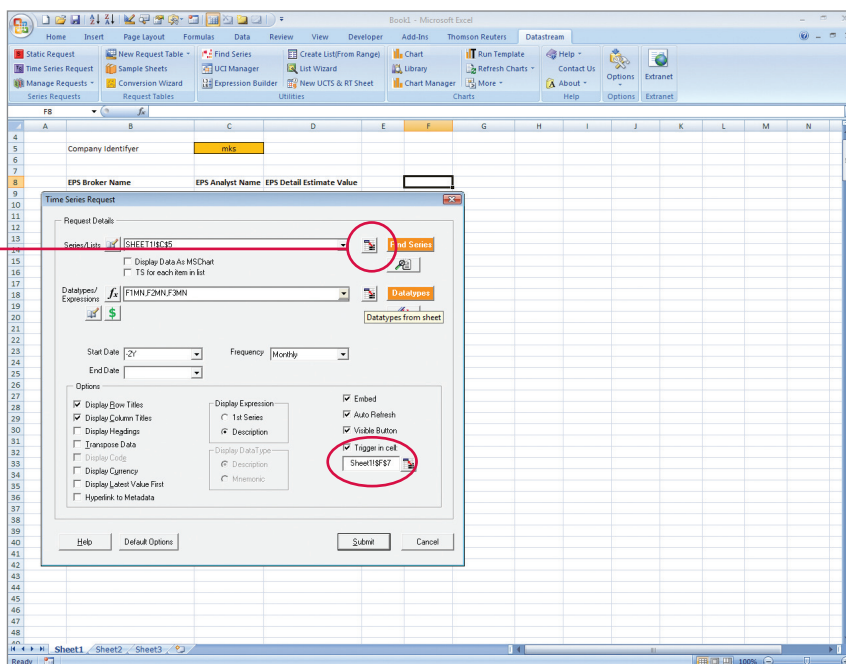 Book1 - Microsoft Excel
Home Insert Page Layout Formulas Data Review View Developer Add-Ins Thomson Reuters Datastream
Static Request New Request Table Find Series Create List(From Range) Chart Run Template Help
Time Series Request Sample Sheets UCI Manager List Wizard Library Refresh Charts Contact Us
Manage Requests Conversion Wizard Expression Builder New UCTS & RT Sheet Chart Manager More About
Options Extranet
Series Requests Request Tables Utilities Charts Help Options Extranet
F8 fx
A B C D E F G H I J K L M N
4
5 Company Identifyer mks
6
7
8 EPS Broker Name EPS Analyst Name EPS Detail Estimate Value
9
10
11
12
13
14
15
16
17
18
19
20
21
22
23
24
25
26
27
28
29
30
31
32
33
34
35
36
37
38
39
40
41
42
43
44
45
46
47
48
Time Series Request
Request Details
Series/Lists SHEET1!$C$5 Find Series
Display Data As MSChart
TS for each item in list
Datatypes/ Expressions fx F1MN,F2MN,F3MN Datatypes
$
Datatypes from sheet
Start Date -2Y Frequency Monthly
End Date
Options
Display Row Titles
Display Column Titles
Display Headings
Transpose Data
Display Code
Display Currency
Display Latest Value First
Hyperlink to Metadata
Display Expression
1st Series
Description
Display DataType
Description
Mnemonic
Embed
Auto Refresh
Visible Button
Trigger in cell:
Sheet1!$F$7
Help Default Options Submit Cancel
Sheet1 Sheet2 Sheet3
Ready 100%